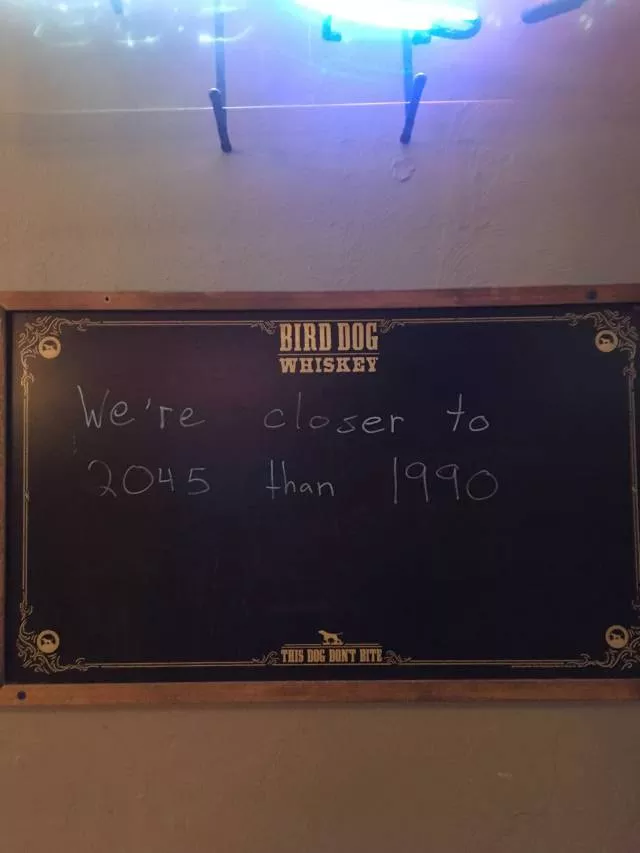 BIRD DOG
WHISKEY
We're closer to
2045 than 1990
THIS DOG DON'T BITE